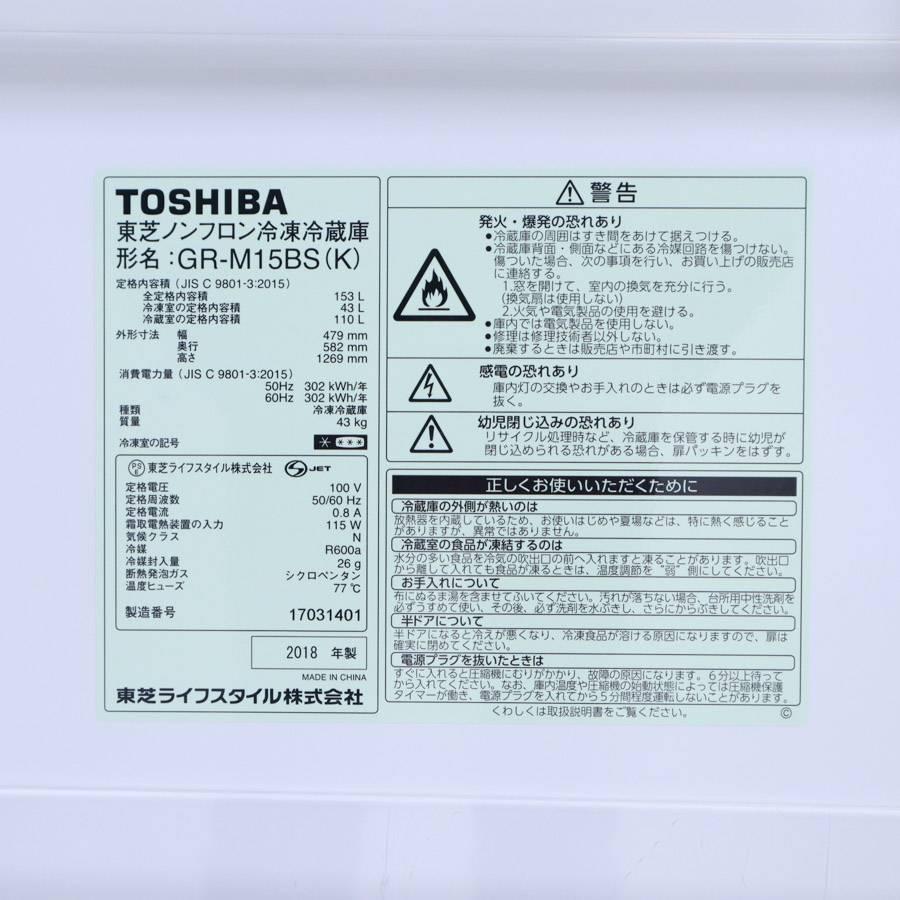 TOSHIBA
東芝ノンフロン冷凍冷蔵庫
形名:GR-M15BS(K)
定格内容積(JIS C 9801-3:2015)
全定格内容積 153 L
冷凍室の定格内容積 43 L
冷蔵室の定格内容積 110 L
外形寸法 幅 479 mm
奥行 582 mm
高さ 1269 mm
消費電力量(JIS C 9801-3:2015)
50Hz 302 kWh/年
60Hz 302 kWh/年
種類 冷凍冷蔵庫
質量 43 kg
冷凍室の記号
PSE 東芝ライフスタイル株式会社 S JET
定格電圧 100 V
定格周波数 50/60 Hz
定格電流 0.8 A
霜取電熱装置の入力 115 W
気候クラス N
冷媒 R600a
冷媒封入量 26 g
断熱発泡ガス シクロペンタン
温度ヒューズ 77℃
製造番号 17031401
2018 年製
MADE IN CHINA
東芝ライフスタイル株式会社
警告
発火・爆発の恐れあり
●冷蔵庫の周囲はすき間をあけて据えつける。
●冷蔵庫背面・側面などにある冷媒回路を傷つけない。
傷ついた場合、次の事項を行い、お買い上げの販売店
に連絡する。
1.窓を開けて、室内の換気を充分に行う。
(換気扇は使用しない)
2.火気や電気製品の使用を避ける。
●庫内では電気製品を使用しない。
●修理は修理技術者以外しない。
●廃棄するときは販売店や市町村に引き渡す。
感電の恐れあり
庫内灯の交換やお手入れのときは必ず電源プラグを
抜く。
幼児閉じ込みの恐れあり
リサイクル処理時など、冷蔵庫を保管する時に幼児が
閉じ込められる恐れがある場合、扉パッキンをはずす。
正しくお使いいただくために
冷蔵庫の外側が熱いのは
放熱器を内蔵しているため、お使いはじめや夏場などは、特に熱く感じること
がありますが、異常ではありません。
冷蔵室の食品が凍結するのは
水分の多い食品を冷気の吹出口の前へ入れますと凍ることがあります。吹出口
から離して入れても食品が凍るときは、温度調節を“弱”側にしてください。
お手入れについて
布にぬるま湯を含ませてふいてください。汚れが落ちない場合、台所用中性洗剤を
必ずうすめて使い、その後、必ず洗剤を水ぶきし、さらにからぶきしてください。
半ドアについて
半ドアになると冷えが悪くなり、冷凍食品が溶ける原因になりますので、扉は
確実に閉めてください。
電源プラグを抜いたときは
すぐに入れると圧縮機にむりがかかり、故障の原因になります。6分以上待って
から入れてください。なお、庫内温度や圧縮機の始動状態によっては圧縮機保護
タイマーが働き、電源プラグを入れてから5分間程度運転しないことがあります。
くわしくは取扱説明書をご覧ください。 ©